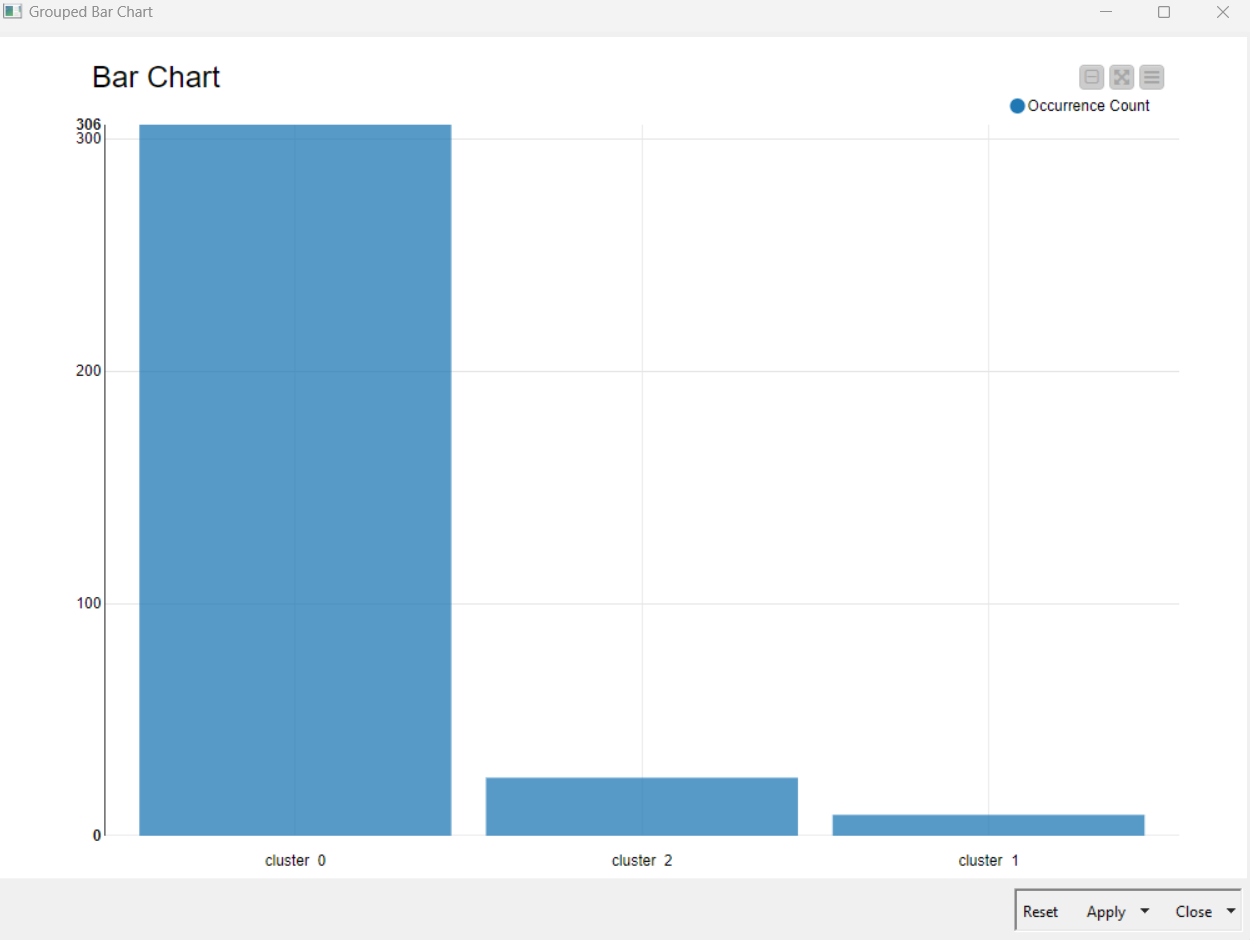 Grouped Bar Chart
Bar Chart
Occurrence Count
306
300
200
100
0
cluster_0
cluster_2
cluster_1
Reset Apply Close